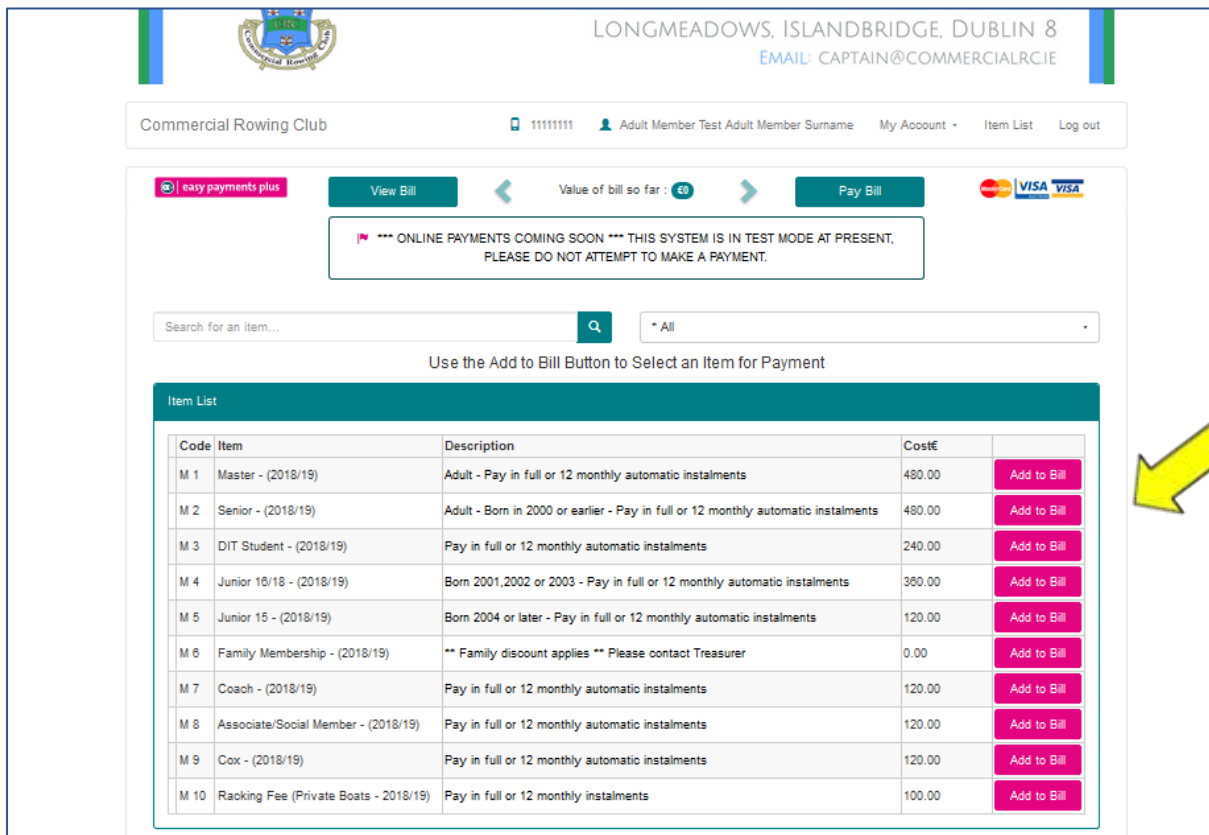 CRC
Commercial Rowing Club
LONGMEADOWS, ISLANDBRIDGE, DUBLIN 8
EMAIL: CAPTAIN@COMMERCIALRC.IE
Commercial Rowing Club 11111111 Adult Member Test Adult Member Surname My Account Item List Log out
easy payments plus View Bill Value of bill so far : €0 Pay Bill MasterCard VISA VISA
*** ONLINE PAYMENTS COMING SOON *** THIS SYSTEM IS IN TEST MODE AT PRESENT,
PLEASE DO NOT ATTEMPT TO MAKE A PAYMENT.
Search for an item... * All
Use the Add to Bill Button to Select an Item for Payment
Item List
Code Item Description Cost€
M 1 Master - (2018/19) Adult - Pay in full or 12 monthly automatic instalments 480.00 Add to Bill
M 2 Senior - (2018/19) Adult - Born in 2000 or earlier - Pay in full or 12 monthly automatic instalments 480.00 Add to Bill
M 3 DIT Student - (2018/19) Pay in full or 12 monthly automatic instalments 240.00 Add to Bill
M 4 Junior 16/18 - (2018/19) Born 2001,2002 or 2003 - Pay in full or 12 monthly automatic instalments 360.00 Add to Bill
M 5 Junior 15 - (2018/19) Born 2004 or later - Pay in full or 12 monthly automatic instalments 120.00 Add to Bill
M 6 Family Membership - (2018/19) ** Family discount applies ** Please contact Treasurer 0.00 Add to Bill
M 7 Coach - (2018/19) Pay in full or 12 monthly automatic instalments 120.00 Add to Bill
M 8 Associate/Social Member - (2018/19) Pay in full or 12 monthly automatic instalments 120.00 Add to Bill
M 9 Cox - (2018/19) Pay in full or 12 monthly automatic instalments 120.00 Add to Bill
M 10 Racking Fee (Private Boats - 2018/19) Pay in full or 12 monthly instalments 100.00 Add to Bill